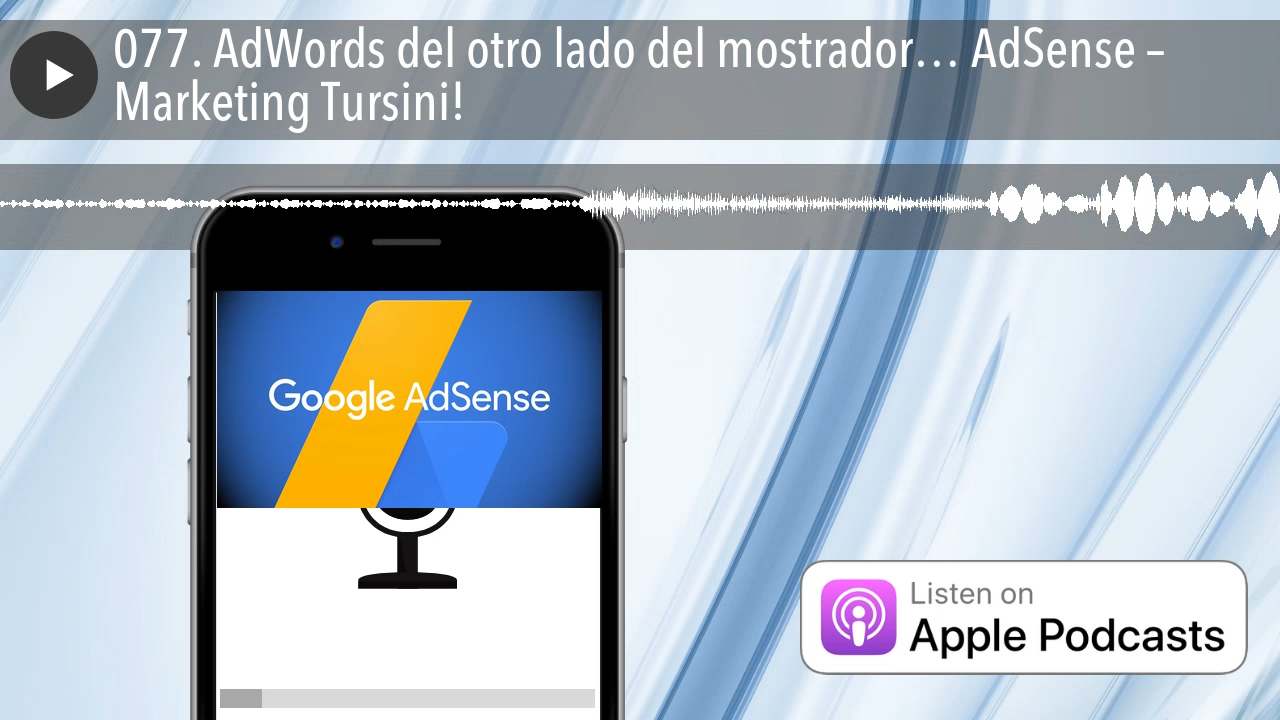 077. AdWords del otro lado del mostrador… AdSense –
Marketing Tursini!
Google AdSense
Listen on
Apple Podcasts